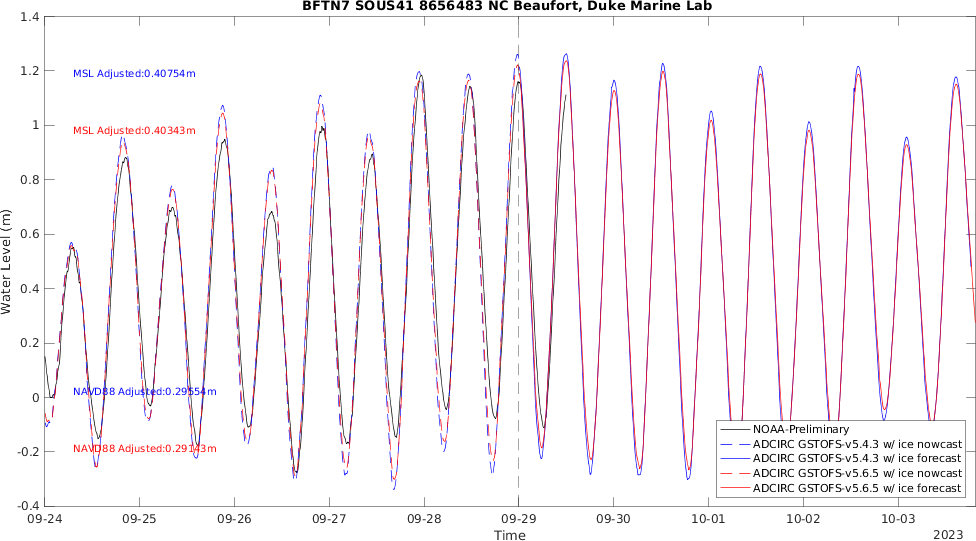 BFTN7 SOUS41 8656483 NC Beaufort, Duke Marine Lab
1.4
1.2
1
0.8
0.6
0.4
0.2
0
-0.2
-0.4
Water Level (m)
MSL Adjusted:0.40754m
MSL Adjusted:0.40343m
NAVD88 Adjusted:0.29554m
NAVD88 Adjusted:0.29143m
NOAA-Preliminary
ADCIRC GSTOFS-v5.4.3 w/ ice nowcast
ADCIRC GSTOFS-v5.4.3 w/ ice forecast
ADCIRC GSTOFS-v5.6.5 w/ ice nowcast
ADCIRC GSTOFS-v5.6.5 w/ ice forecast
09-24 09-25 09-26 09-27 09-28 09-29 09-30 10-01 10-02 10-03
Time
2023